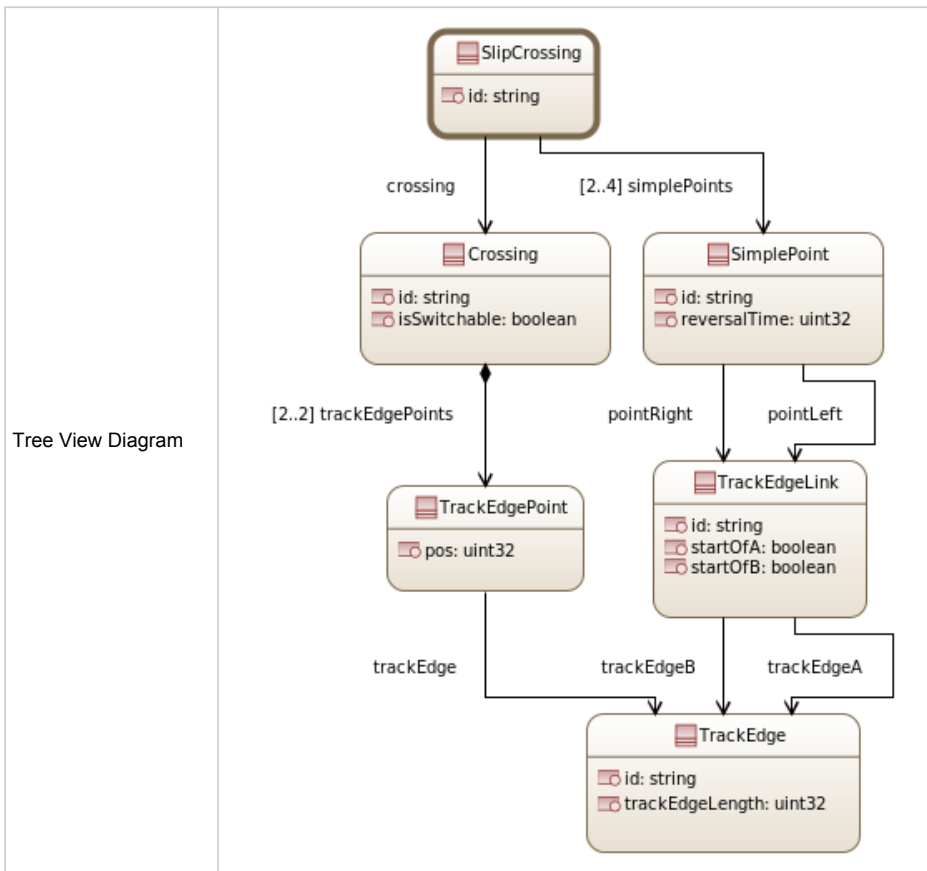 SlipCrossing
id: string
crossing
[2..4] simplePoints
Crossing
id: string
isSwitchable: boolean
SimplePoint
id: string
reversalTime: uint32
[2..2] trackEdgePoints
pointRight
pointLeft
Tree View Diagram
TrackEdgePoint
pos: uint32
TrackEdgeLink
id: string
startOfA: boolean
startOfB: boolean
trackEdge
trackEdgeB
trackEdgeA
TrackEdge
id: string
trackEdgeLength: uint32